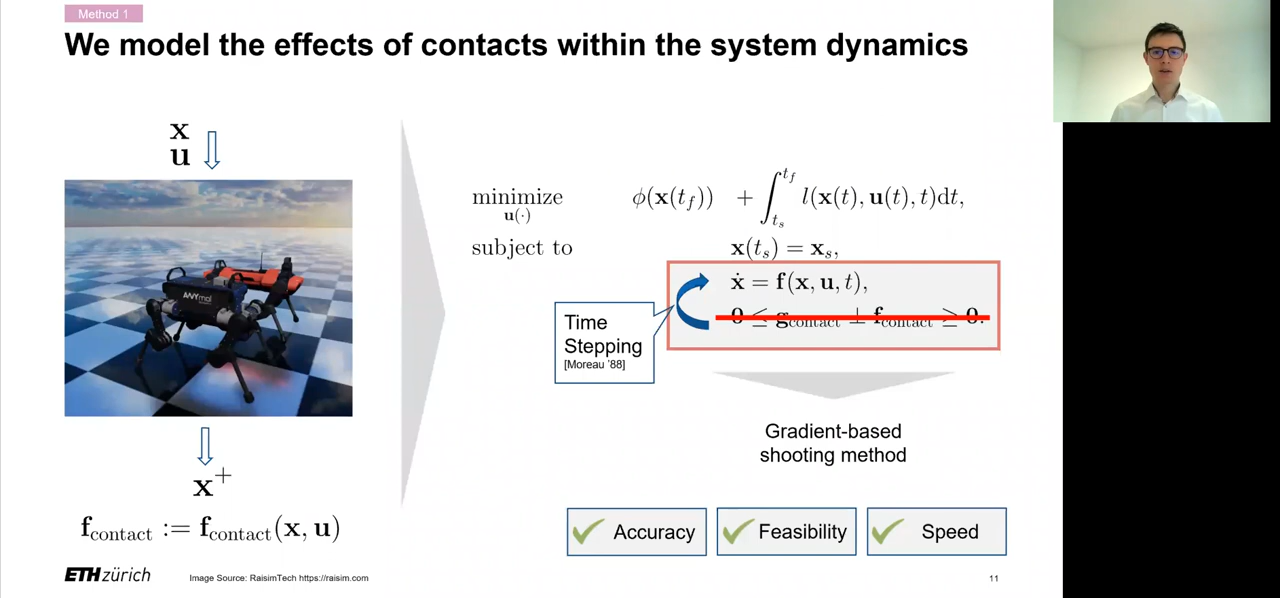 Method 1
We model the effects of contacts within the system dynamics
x
u
ANYmal
x⁺
f_contact := f_contact(x, u)
minimize u(·) ϕ(x(t_f)) + ∫_{t_s}^{t_f} l(x(t), u(t), t)dt,
subject to x(t_s) = x_s,
ẋ = f(x, u, t),
0 ≤ g_contact ⊥ f_contact ≥ 0.
Time
Stepping
[Moreau '88]
Gradient-based
shooting method
Accuracy
Feasibility
Speed
ETH zürich
Image Source: RaisimTech https://raisim.com
11